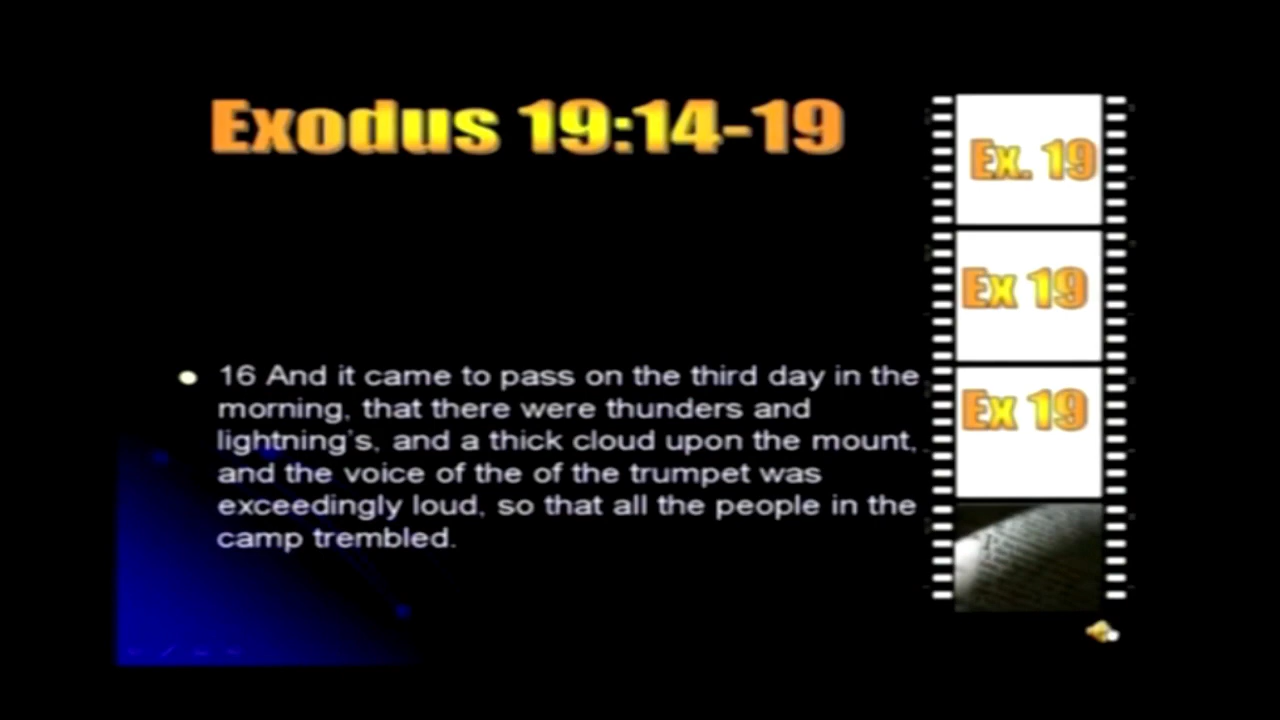 Exodus 19:14-19
Ex. 19
Ex 19
Ex 19
16 And it came to pass on the third day in the
morning, that there were thunders and
lightning's, and a thick cloud upon the mount,
and the voice of the of the trumpet was
exceedingly loud, so that all the people in the
camp trembled.